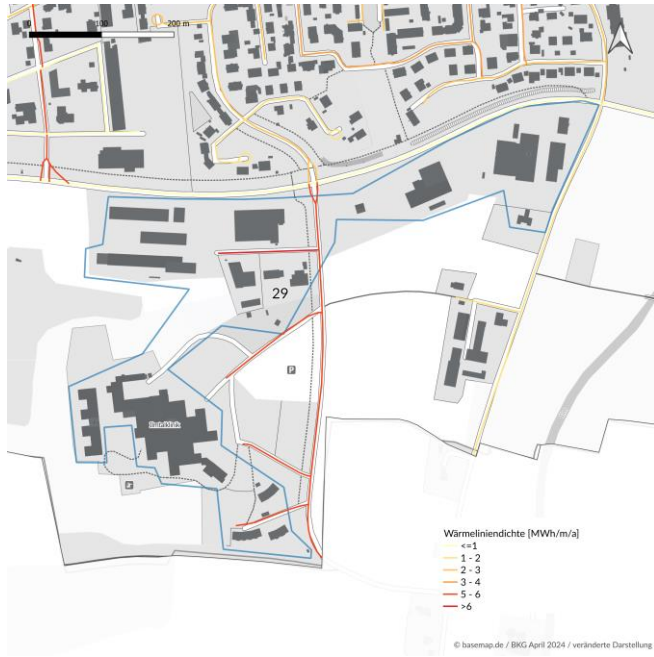 0 100 200 m
29
P
Wärmeliniendichte [MWh/m/a]
<=1
1 - 2
2 - 3
3 - 4
5 - 6
>6
© basemap.de / BKG April 2024 / veränderte Darstellung